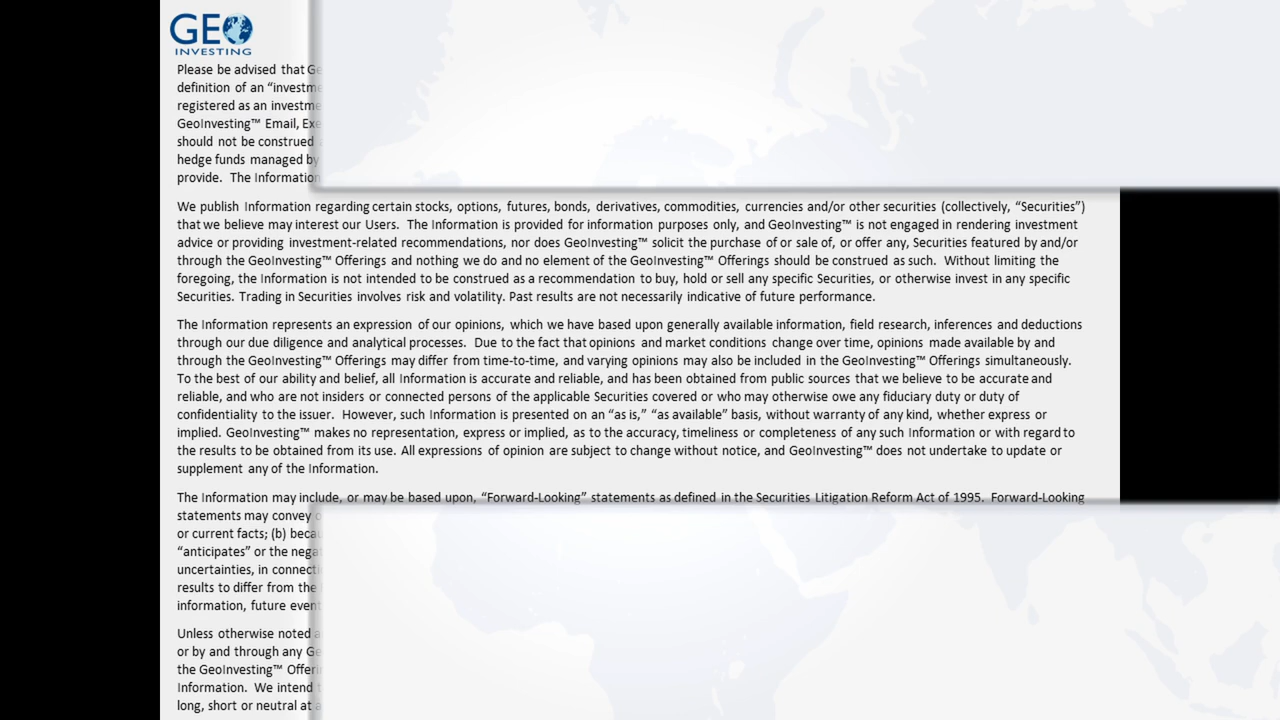 GEO
INVESTING
Please be advised that Ge
definition of an “investme
registered as an investme
GeoInvesting™ Email, Exe
should not be construed
hedge funds managed by
provide. The Information
We publish Information regarding certain stocks, options, futures, bonds, derivatives, commodities, currencies and/or other securities (collectively, “Securities”)
that we believe may interest our Users. The Information is provided for information purposes only, and GeoInvesting™ is not engaged in rendering investment
advice or providing investment-related recommendations, nor does GeoInvesting™ solicit the purchase of or sale of, or offer any, Securities featured by and/or
through the GeoInvesting™ Offerings and nothing we do and no element of the GeoInvesting™ Offerings should be construed as such. Without limiting the
foregoing, the Information is not intended to be construed as a recommendation to buy, hold or sell any specific Securities, or otherwise invest in any specific
Securities. Trading in Securities involves risk and volatility. Past results are not necessarily indicative of future performance.
The Information represents an expression of our opinions, which we have based upon generally available information, field research, inferences and deductions
through our due diligence and analytical processes. Due to the fact that opinions and market conditions change over time, opinions made available by and
through the GeoInvesting™ Offerings may differ from time-to-time, and varying opinions may also be included in the GeoInvesting™ Offerings simultaneously.
To the best of our ability and belief, all Information is accurate and reliable, and has been obtained from public sources that we believe to be accurate and
reliable, and who are not insiders or connected persons of the applicable Securities covered or who may otherwise owe any fiduciary duty or duty of
confidentiality to the issuer. However, such Information is presented on an “as is,” “as available” basis, without warranty of any kind, whether express or
implied. GeoInvesting™ makes no representation, express or implied, as to the accuracy, timeliness or completeness of any such Information or with regard to
the results to be obtained from its use. All expressions of opinion are subject to change without notice, and GeoInvesting™ does not undertake to update or
supplement any of the Information.
The Information may include, or may be based upon, “Forward-Looking” statements as defined in the Securities Litigation Reform Act of 1995. Forward-Looking
statements may convey o
or current facts; (b) becau
“anticipates” or the nega
uncertainties, in connecti
results to differ from the
information, future event
Unless otherwise noted a
or by and through any Ge
the GeoInvesting™ Offeri
Information. We intend t
long, short or neutral at a